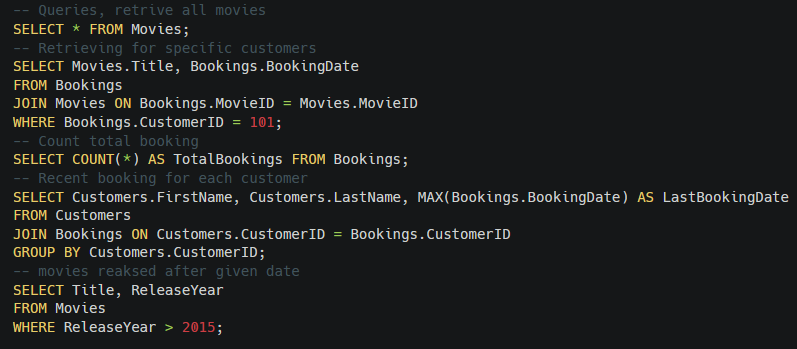 -- Queries, retrive all movies
SELECT * FROM Movies;
-- Retrieving for specific customers
SELECT Movies.Title, Bookings.BookingDate
FROM Bookings
JOIN Movies ON Bookings.MovieID = Movies.MovieID
WHERE Bookings.CustomerID = 101;
-- Count total booking
SELECT COUNT(*) AS TotalBookings FROM Bookings;
-- Recent booking for each customer
SELECT Customers.FirstName, Customers.LastName, MAX(Bookings.BookingDate) AS LastBookingDate
FROM Customers
JOIN Bookings ON Customers.CustomerID = Bookings.CustomerID
GROUP BY Customers.CustomerID;
-- movies reaksed after given date
SELECT Title, ReleaseYear
FROM Movies
WHERE ReleaseYear > 2015;